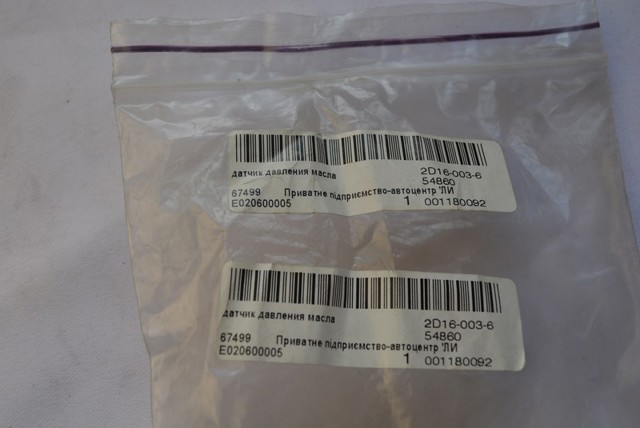 датчик давления масла 2D16-003-6
54860
67499 Приватне підприємство-автоцентр 'ЛИ
E020600005 1 001180092
датчик давления масла 2D16-003-6
54860
67499 Приватне підприємство-автоцентр 'ЛИ
E020600005 1 001180092